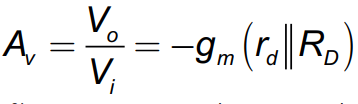 A_v = V_o / V_i = -g_m (r_d || R_D)